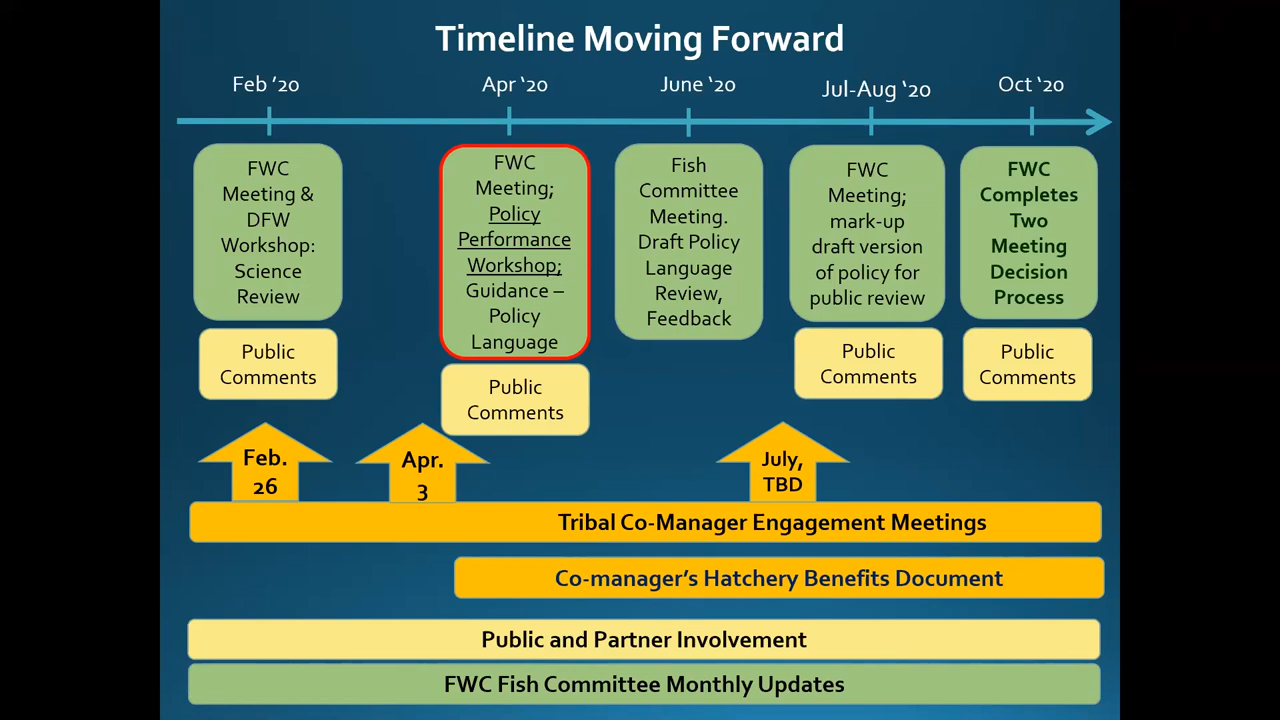 Timeline Moving Forward
Feb ’20
Apr ‘20
June ‘20
Jul-Aug ‘20
Oct ‘20
FWC
Meeting &
DFW
Workshop:
Science
Review
Public
Comments
FWC
Meeting;
Policy
Performance
Workshop;
Guidance –
Policy
Language
Public
Comments
Fish
Committee
Meeting.
Draft Policy
Language
Review,
Feedback
FWC
Meeting;
mark-up
draft version
of policy for
public review
Public
Comments
FWC
Completes
Two
Meeting
Decision
Process
Public
Comments
Feb.
26
Apr.
3
July,
TBD
Tribal Co-Manager Engagement Meetings
Co-manager’s Hatchery Benefits Document
Public and Partner Involvement
FWC Fish Committee Monthly Updates